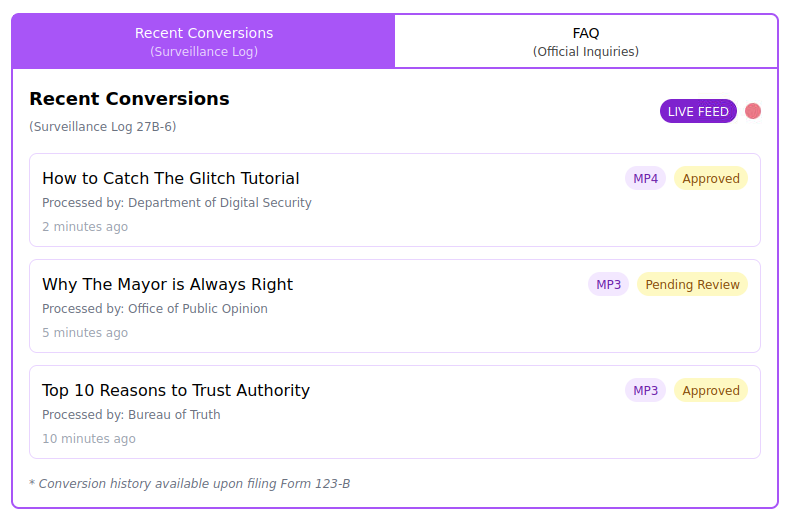 Recent Conversions
(Surveillance Log)
FAQ
(Official Inquiries)
Recent Conversions
(Surveillance Log 27B-6)
LIVE FEED
How to Catch The Glitch Tutorial
MP4
Approved
Processed by: Department of Digital Security
2 minutes ago
Why The Mayor is Always Right
MP3
Pending Review
Processed by: Office of Public Opinion
5 minutes ago
Top 10 Reasons to Trust Authority
MP3
Approved
Processed by: Bureau of Truth
10 minutes ago
* Conversion history available upon filing Form 123-B